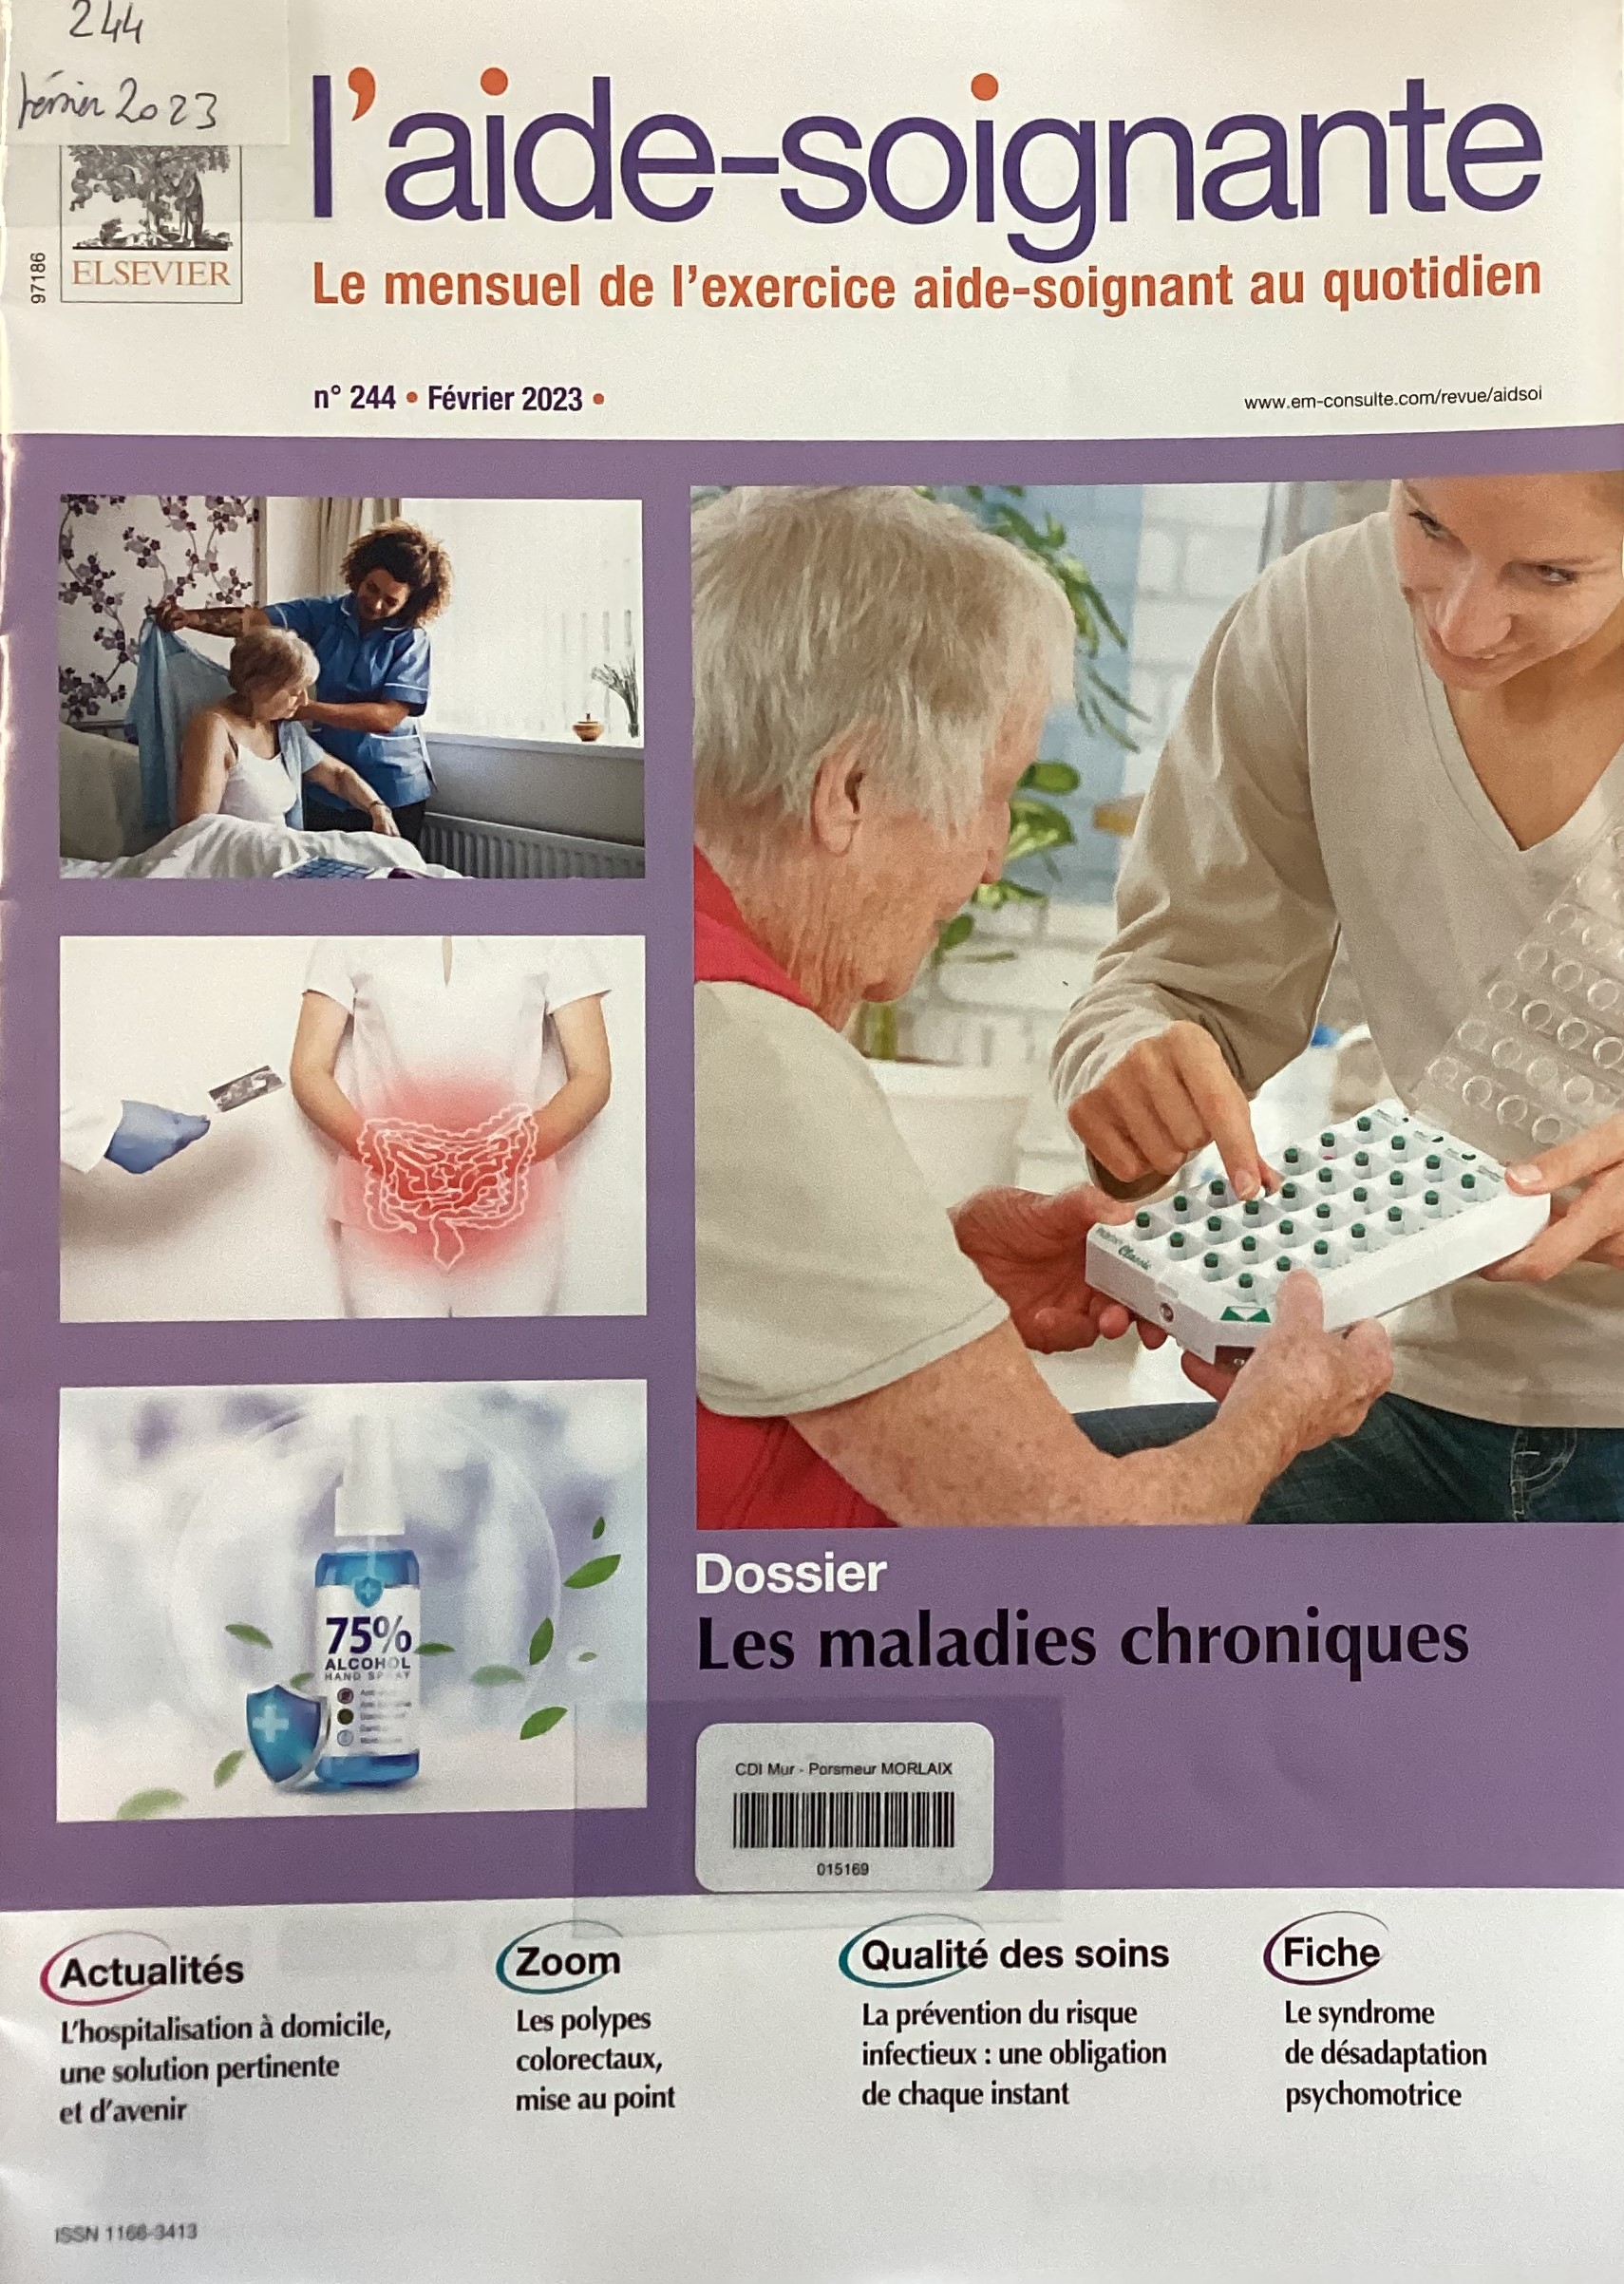 244
février 2023
l'aide-soignante
97186
ELSEVIER
Le mensuel de l'exercice aide-soignant au quotidien
n° 244 • Février 2023 •
www.em-consulte.com/revue/aidsoi
Classic
75%
ALCOHOL
HAND SPRAY
Dossier
Les maladies chroniques
CDI Mur - Porsmeur MORLAIX
015169
Actualités
L'hospitalisation à domicile,
une solution pertinente
et d'avenir
Zoom
Les polypes
colorectaux,
mise au point
Qualité des soins
La prévention du risque
infectieux : une obligation
de chaque instant
Fiche
Le syndrome
de désadaptation
psychomotrice
ISSN 1166-3413